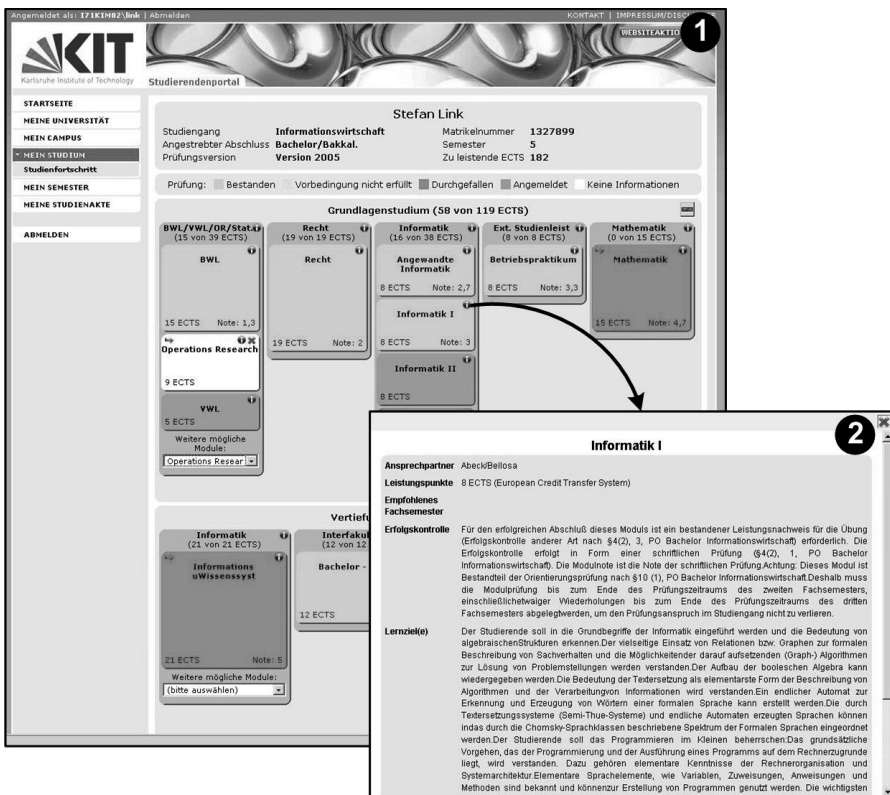 Angemeldet als: I71KIM02\link | Abmelden
KONTAKT | IMPRESSUM/DISC
WEBSITEAKTIO
1
KIT
Karlsruhe Institute of Technology
Studierendenportal
STARTSEITE
MEINE UNIVERSITÄT
MEIN CAMPUS
MEIN STUDIUM
Studienfortschritt
MEIN SEMESTER
MEINE STUDIENAKTE
ABMELDEN
Stefan Link
Studiengang Informationswirtschaft Matrikelnummer 1327899
Angestrebter Abschluss Bachelor/Bakkal. Semester 5
Prüfungsversion Version 2005 Zu leistende ECTS 182
Prüfung: Bestanden Vorbedingung nicht erfüllt Durchgefallen Angemeldet Keine Informationen
Grundlagenstudium (58 von 119 ECTS)
BWL/VWL/OR/Stat.
(15 von 39 ECTS)
BWL
15 ECTS Note: 1,3
Operations Research
9 ECTS
VWL
5 ECTS
Weitere mögliche
Module:
Operations Resear
Recht
(19 von 19 ECTS)
Recht
19 ECTS Note: 2
Informatik
(16 von 38 ECTS)
Angewandte
Informatik
8 ECTS Note: 2,7
Informatik I
8 ECTS Note: 3
Informatik II
8 ECTS
Ext. Studienleist
(8 von 8 ECTS)
Betriebspraktikum
8 ECTS Note: 3,3
Mathematik
(0 von 15 ECTS)
Mathematik
15 ECTS Note: 4,7
Vertief
Informatik
(21 von 21 ECTS)
Informations
uWissenssyst
21 ECTS Note: 5
Weitere mögliche Module:
(bitte auswählen)
Interfakul
(12 von 12
Bachelor -
12 ECTS
2
Informatik I
Ansprechpartner Abeck/Bellosa
Leistungspunkte 8 ECTS (European Credit Transfer System)
Empfohlenes
Fachsemester
Erfolgskontrolle Für den erfolgreichen Abschluß dieses Moduls ist ein bestandener Leistungsnachweis für die Übung
(Erfolgskontrolle anderer Art nach §4(2), 3, PO Bachelor Informationswirtschaft) erforderlich. Die
Erfolgskontrolle erfolgt in Form einer schriftlichen Prüfung (§4(2), 1, PO Bachelor
Informationswirtschaft). Die Modulnote ist die Note der schriftlichen Prüfung.Achtung: Dieses Modul ist
Bestandteil der Orientierungsprüfung nach §10 (1), PO Bachelor Informationswirtschaft.Deshalb muss
die Modulprüfung bis zum Ende des Prüfungszeitraums des zweiten Fachsemesters,
einschließlichetwaiger Wiederholungen bis zum Ende des Prüfungszeitraums des dritten
Fachsemesters abgelegtwerden, um den Prüfungsanspruch im Studiengang nicht zu verlieren.
Lernziel(e) Der Studierende soll in die Grundbegriffe der Informatik eingeführt werden und die Bedeutung von
algebraischenStrukturen erkennen.Der vielseitige Einsatz von Relationen bzw. Graphen zur formalen
Beschreibung von Sachverhalten und die Möglichkeitender darauf aufsetzenden (Graph-) Algorithmen
zur Lösung von Problemstellungen werden verstanden.Der Aufbau der booleschen Algebra kann
wiedergegeben werden.Die Bedeutung der Textersetzung als elementarste Form der Beschreibung von
Algorithmen und der Verarbeitungvon Informationen wird verstanden.Ein endlicher Automat zur
Erkennung und Erzeugung von Wörtern einer formalen Sprache kann erstellt werden.Die durch
Textersetzungssysteme (Semi-Thue-Systeme) und endliche Automaten erzeugten Sprachen können
indas durch die Chomsky-Sprachklassen beschriebene Spektrum der Formalen Sprachen eingeordnet
werden.Der Studierende soll das Programmieren im Kleinen beherrschen:Das grundsätzliche
Vorgehen, das der Programmierung und der Ausführung eines Programms auf dem Rechnerzugrunde
liegt, wird verstanden. Dazu gehören elementare Kenntnisse der Rechnerorganisation und
Systemarchitektur.Elementare Sprachelemente, wie Variablen, Zuweisungen, Anweisungen und
Methoden sind bekannt und könnenzur Erstellung von Programmen genutzt werden. Die wichtigsten